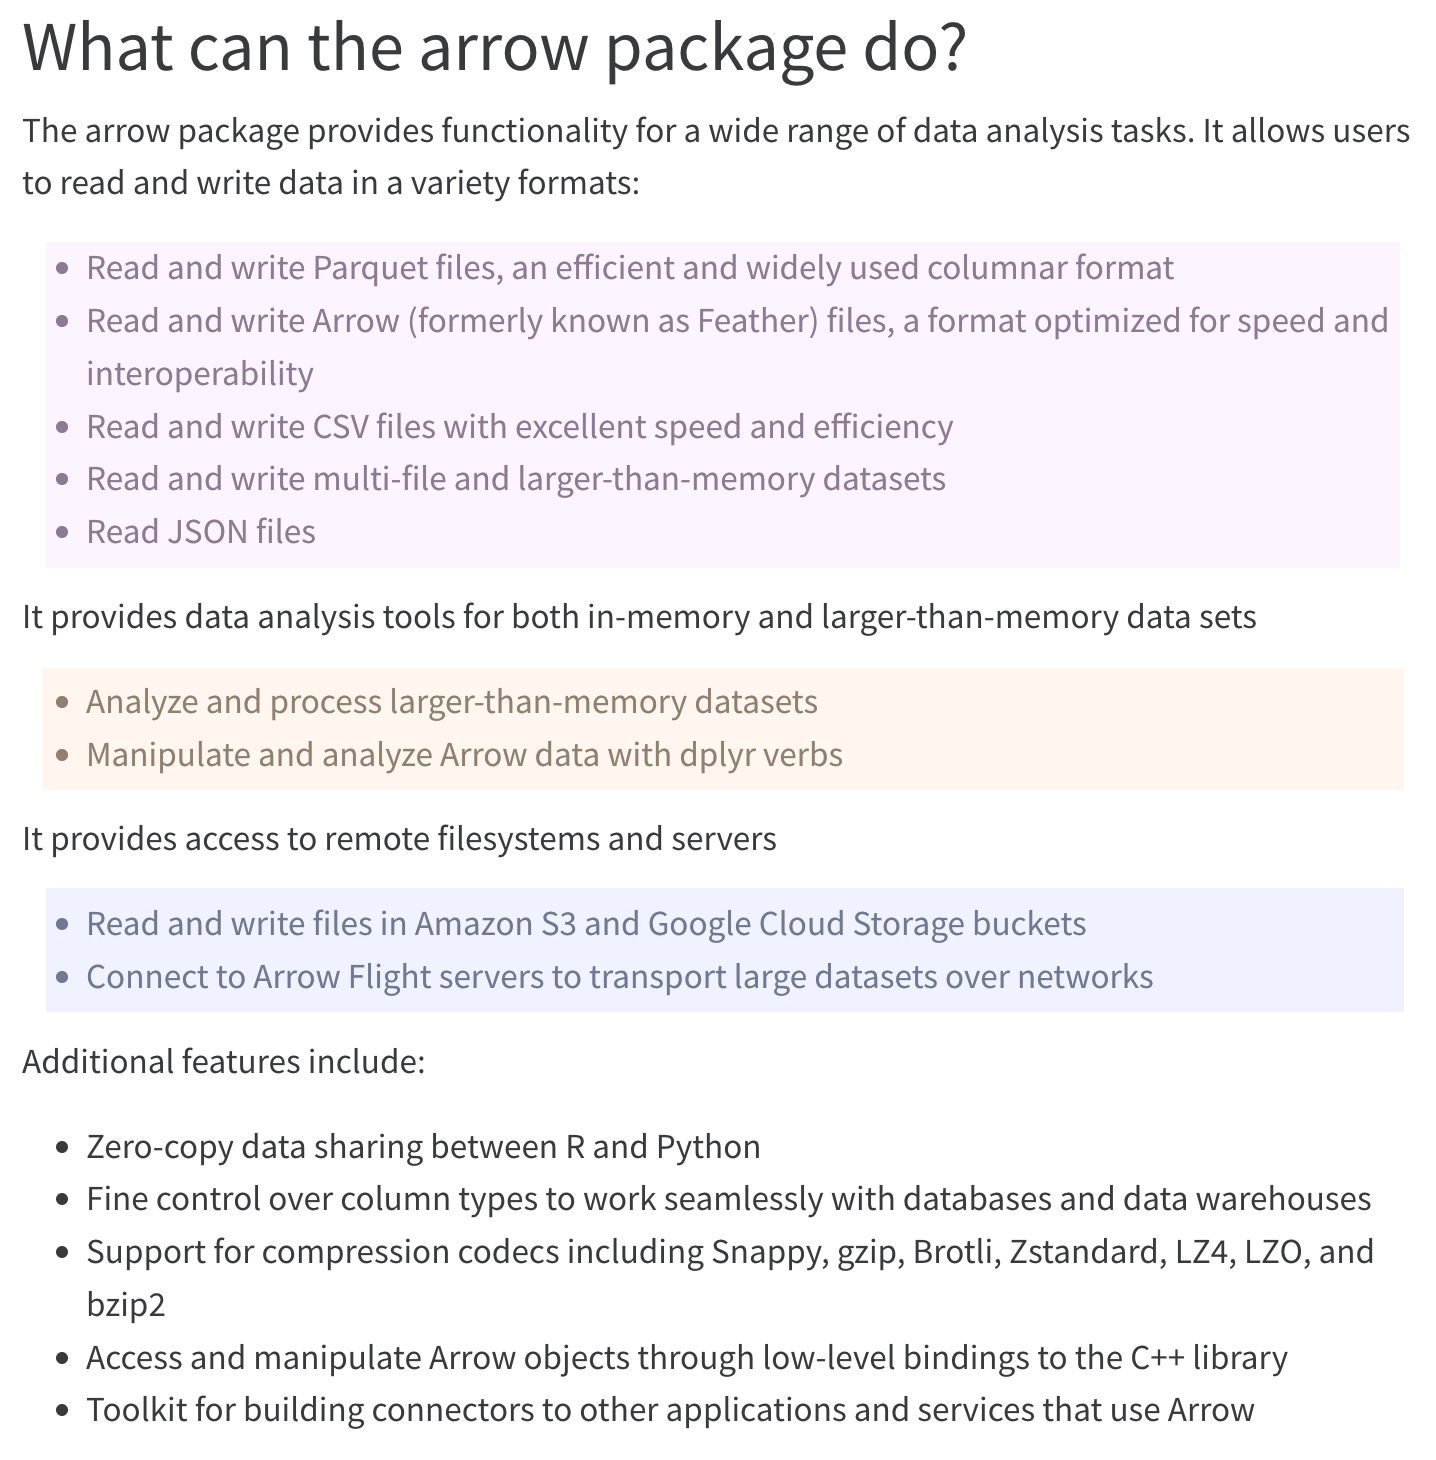 What can the arrow package do?
The arrow package provides functionality for a wide range of data analysis tasks. It allows users
to read and write data in a variety formats:
• Read and write Parquet files, an efficient and widely used columnar format
• Read and write Arrow (formerly known as Feather) files, a format optimized for speed and
interoperability
• Read and write CSV files with excellent speed and efficiency
• Read and write multi-file and larger-than-memory datasets
• Read JSON files
It provides data analysis tools for both in-memory and larger-than-memory data sets
• Analyze and process larger-than-memory datasets
• Manipulate and analyze Arrow data with dplyr verbs
It provides access to remote filesystems and servers
• Read and write files in Amazon S3 and Google Cloud Storage buckets
• Connect to Arrow Flight servers to transport large datasets over networks
Additional features include:
• Zero-copy data sharing between R and Python
• Fine control over column types to work seamlessly with databases and data warehouses
• Support for compression codecs including Snappy, gzip, Brotli, Zstandard, LZ4, LZO, and
bzip2
• Access and manipulate Arrow objects through low-level bindings to the C++ library
• Toolkit for building connectors to other applications and services that use Arrow